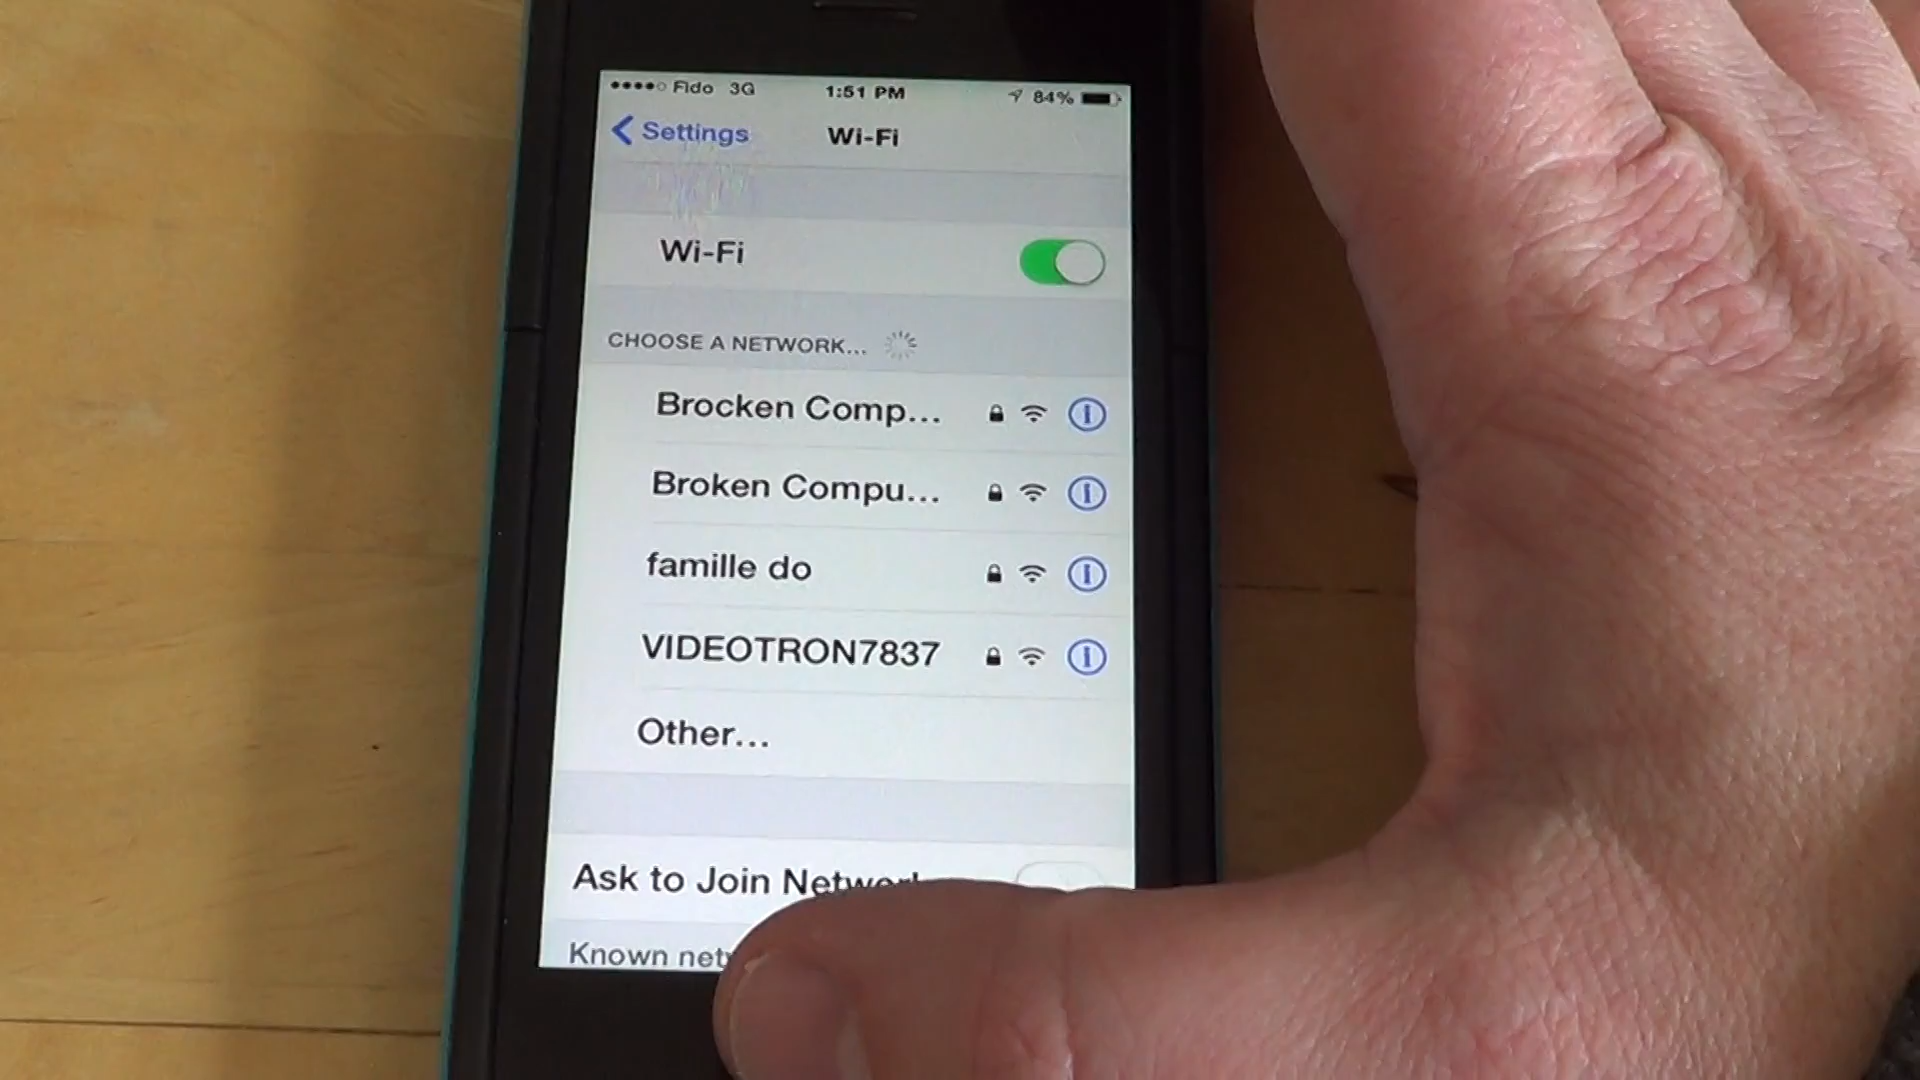 Fido 3G 1:51 PM 84%
Settings Wi-Fi
Wi-Fi
CHOOSE A NETWORK...
Brocken Comp...
Broken Compu...
famille do
VIDEOTRON7837
Other...
Ask to Join
Known